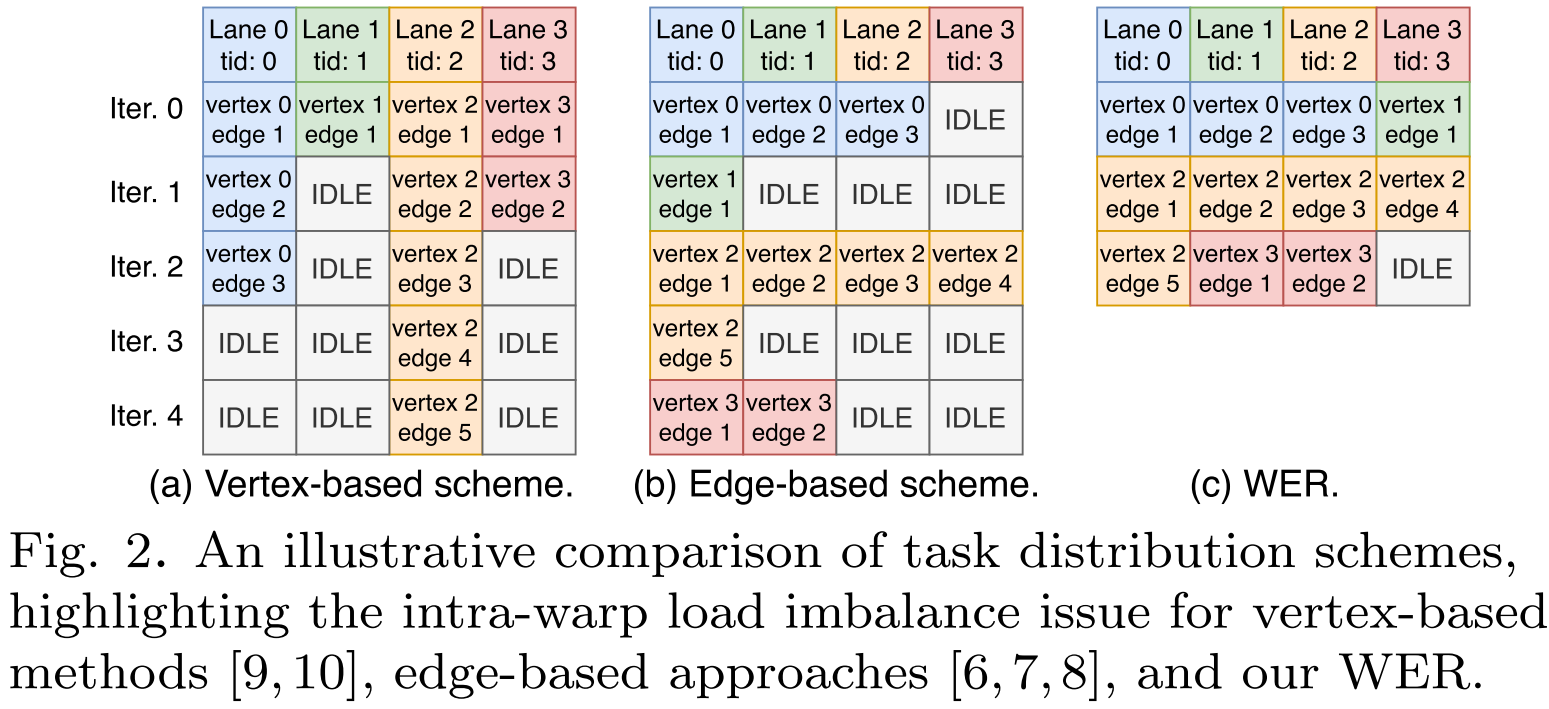 Lane 0 Lane 1 Lane 2 Lane 3 Lane 0 Lane 1 Lane 2 Lane 3 Lane 0 Lane 1 Lane 2 Lane 3
tid: 0 tid: 1 tid: 2 tid: 3 tid: 0 tid: 1 tid: 2 tid: 3 tid: 0 tid: 1 tid: 2 tid: 3
Iter. 0 vertex 0 vertex 1 vertex 2 vertex 3 vertex 0 vertex 0 vertex 0 IDLE vertex 0 vertex 0 vertex 0 vertex 1
edge 1 edge 1 edge 1 edge 1 edge 1 edge 2 edge 3 edge 1 edge 2 edge 3 edge 1
Iter. 1 vertex 0 IDLE vertex 2 vertex 3 vertex 1 IDLE IDLE IDLE vertex 2 vertex 2 vertex 2 vertex 2
edge 2 edge 2 edge 2 edge 1 edge 1 edge 2 edge 3 edge 4
Iter. 2 vertex 0 IDLE vertex 2 IDLE vertex 2 vertex 2 vertex 2 vertex 2 vertex 2 vertex 3 vertex 3 IDLE
edge 3 edge 3 edge 1 edge 2 edge 3 edge 4 edge 5 edge 1 edge 2
Iter. 3 IDLE IDLE vertex 2 IDLE vertex 2 IDLE IDLE IDLE
edge 4 edge 5
Iter. 4 IDLE IDLE vertex 2 IDLE vertex 3 vertex 3 IDLE IDLE
edge 5 edge 1 edge 2
(a) Vertex-based scheme. (b) Edge-based scheme. (c) WER.
Fig. 2. An illustrative comparison of task distribution schemes,
highlighting the intra-warp load imbalance issue for vertex-based
methods [9, 10], edge-based approaches [6, 7, 8], and our WER.